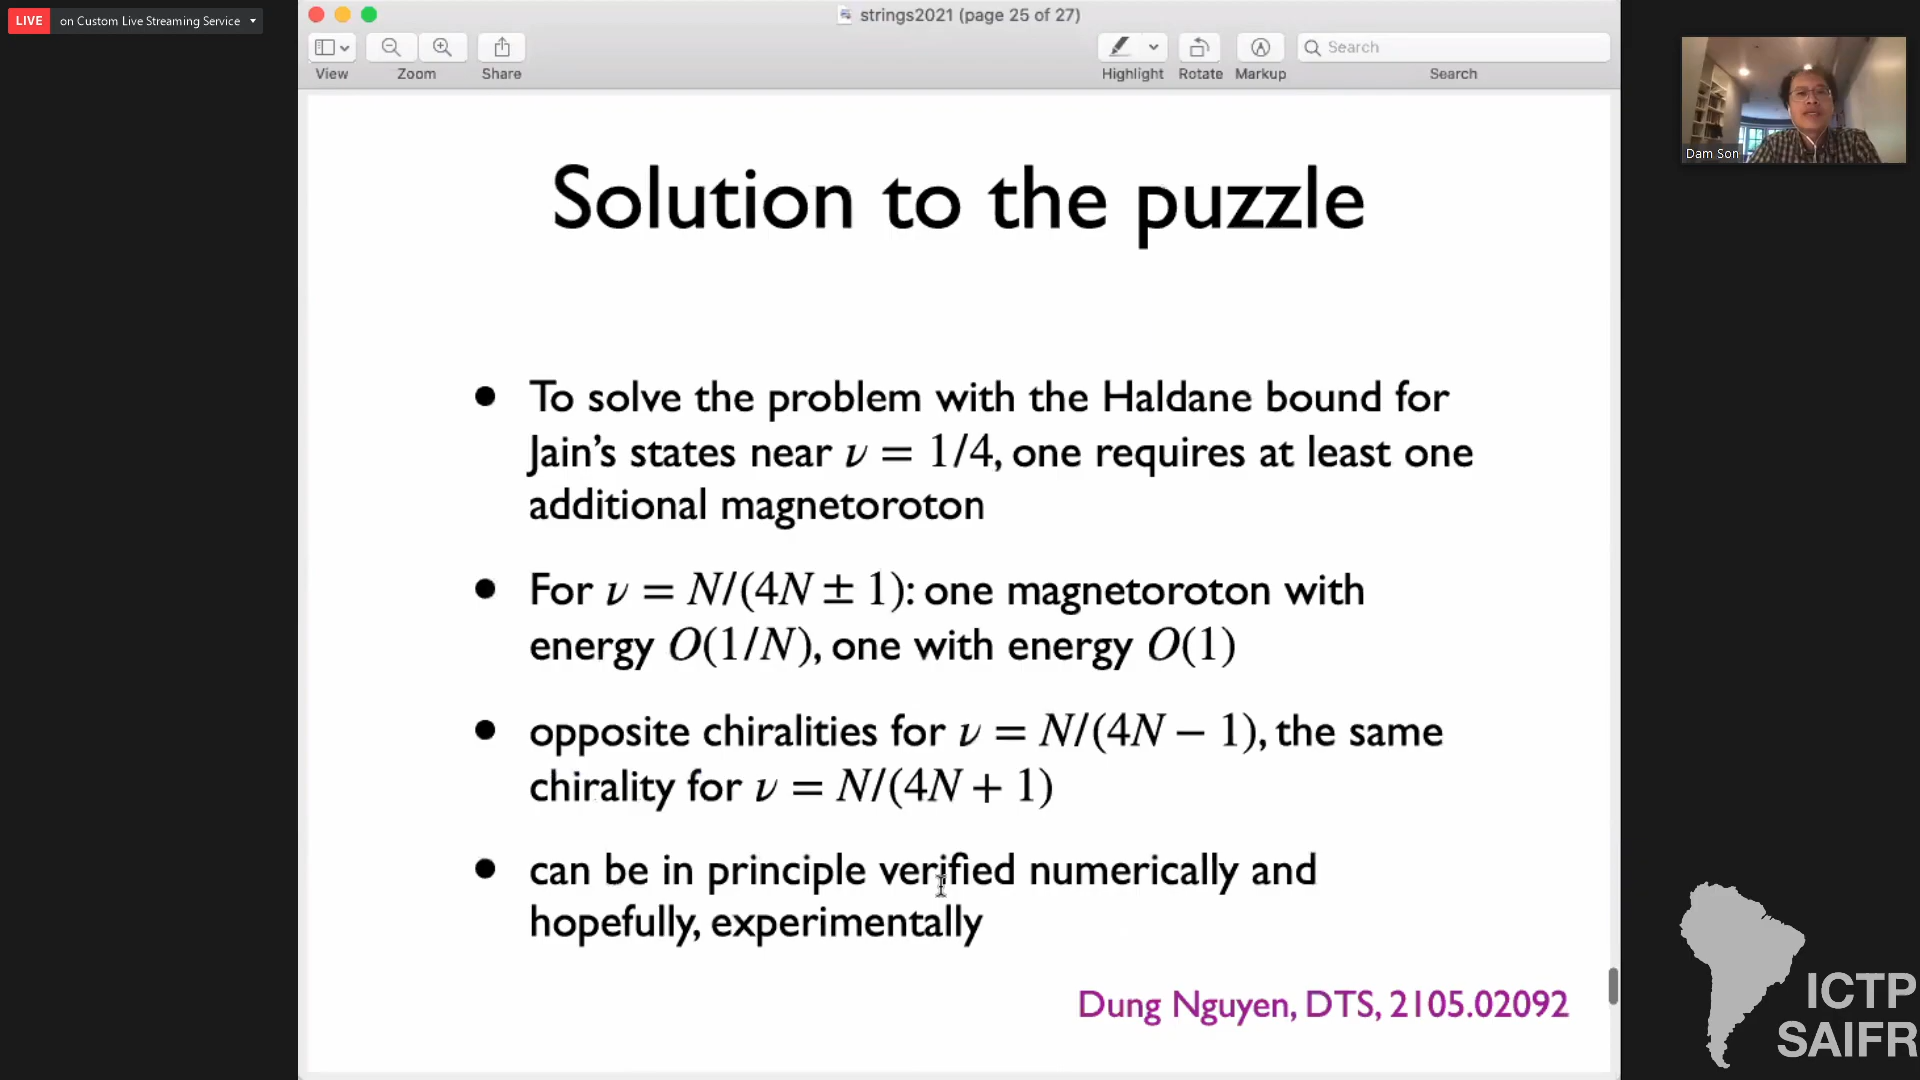 LIVE on Custom Live Streaming Service
strings2021 (page 25 of 27)
View Zoom Share Highlight Rotate Markup Search
Search
Dam Son
Solution to the puzzle
• To solve the problem with the Haldane bound for
Jain's states near ν = 1/4, one requires at least one
additional magnetoroton
• For ν = N/(4N ± 1): one magnetoroton with
energy O(1/N), one with energy O(1)
• opposite chiralities for ν = N/(4N − 1), the same
chirality for ν = N/(4N + 1)
• can be in principle verified numerically and
hopefully, experimentally
Dung Nguyen, DTS, 2105.02092
ICTP
SAIFR